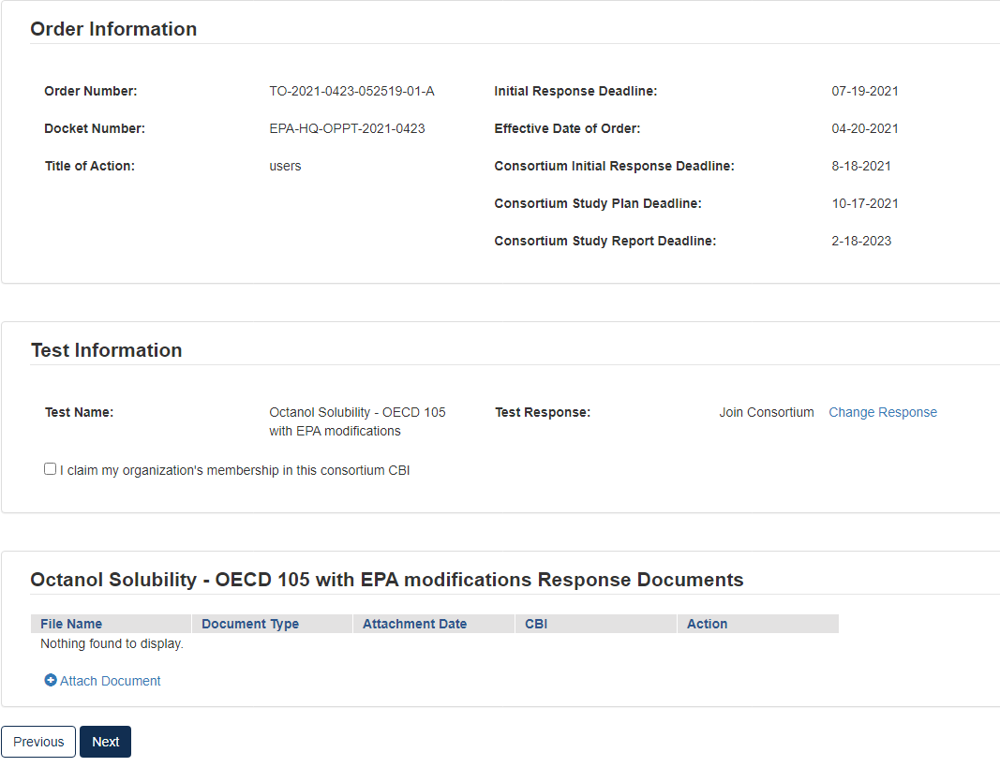 Order Information
Order Number: TO-2021-0423-052519-01-A Initial Response Deadline: 07-19-2021
Docket Number: EPA-HQ-OPPT-2021-0423 Effective Date of Order: 04-20-2021
Title of Action: users Consortium Initial Response Deadline: 8-18-2021
Consortium Study Plan Deadline: 10-17-2021
Consortium Study Report Deadline: 2-18-2023
Test Information
Test Name: Octanol Solubility - OECD 105 Test Response: Join Consortium Change Response
with EPA modifications
I claim my organization's membership in this consortium CBI
Octanol Solubility - OECD 105 with EPA modifications Response Documents
File Name Document Type Attachment Date CBI Action
Nothing found to display.
Attach Document
Previous Next